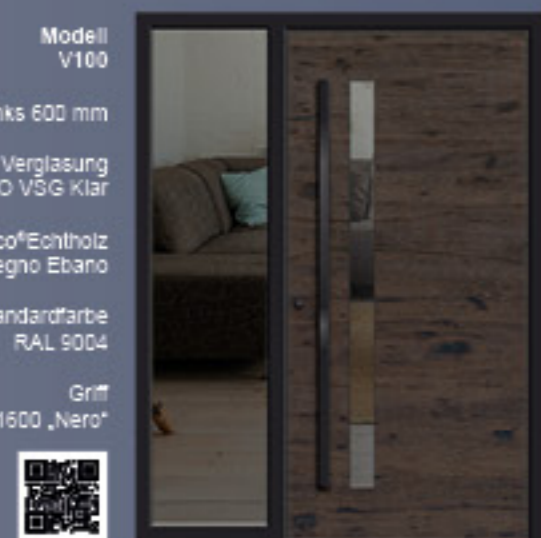 Modell
V100
nks 600 mm
Verglasung
O VSG Klar
co®Echtholz
egno Ebano
andardfarbe
RAL 9004
Griff
1600 „Nero“